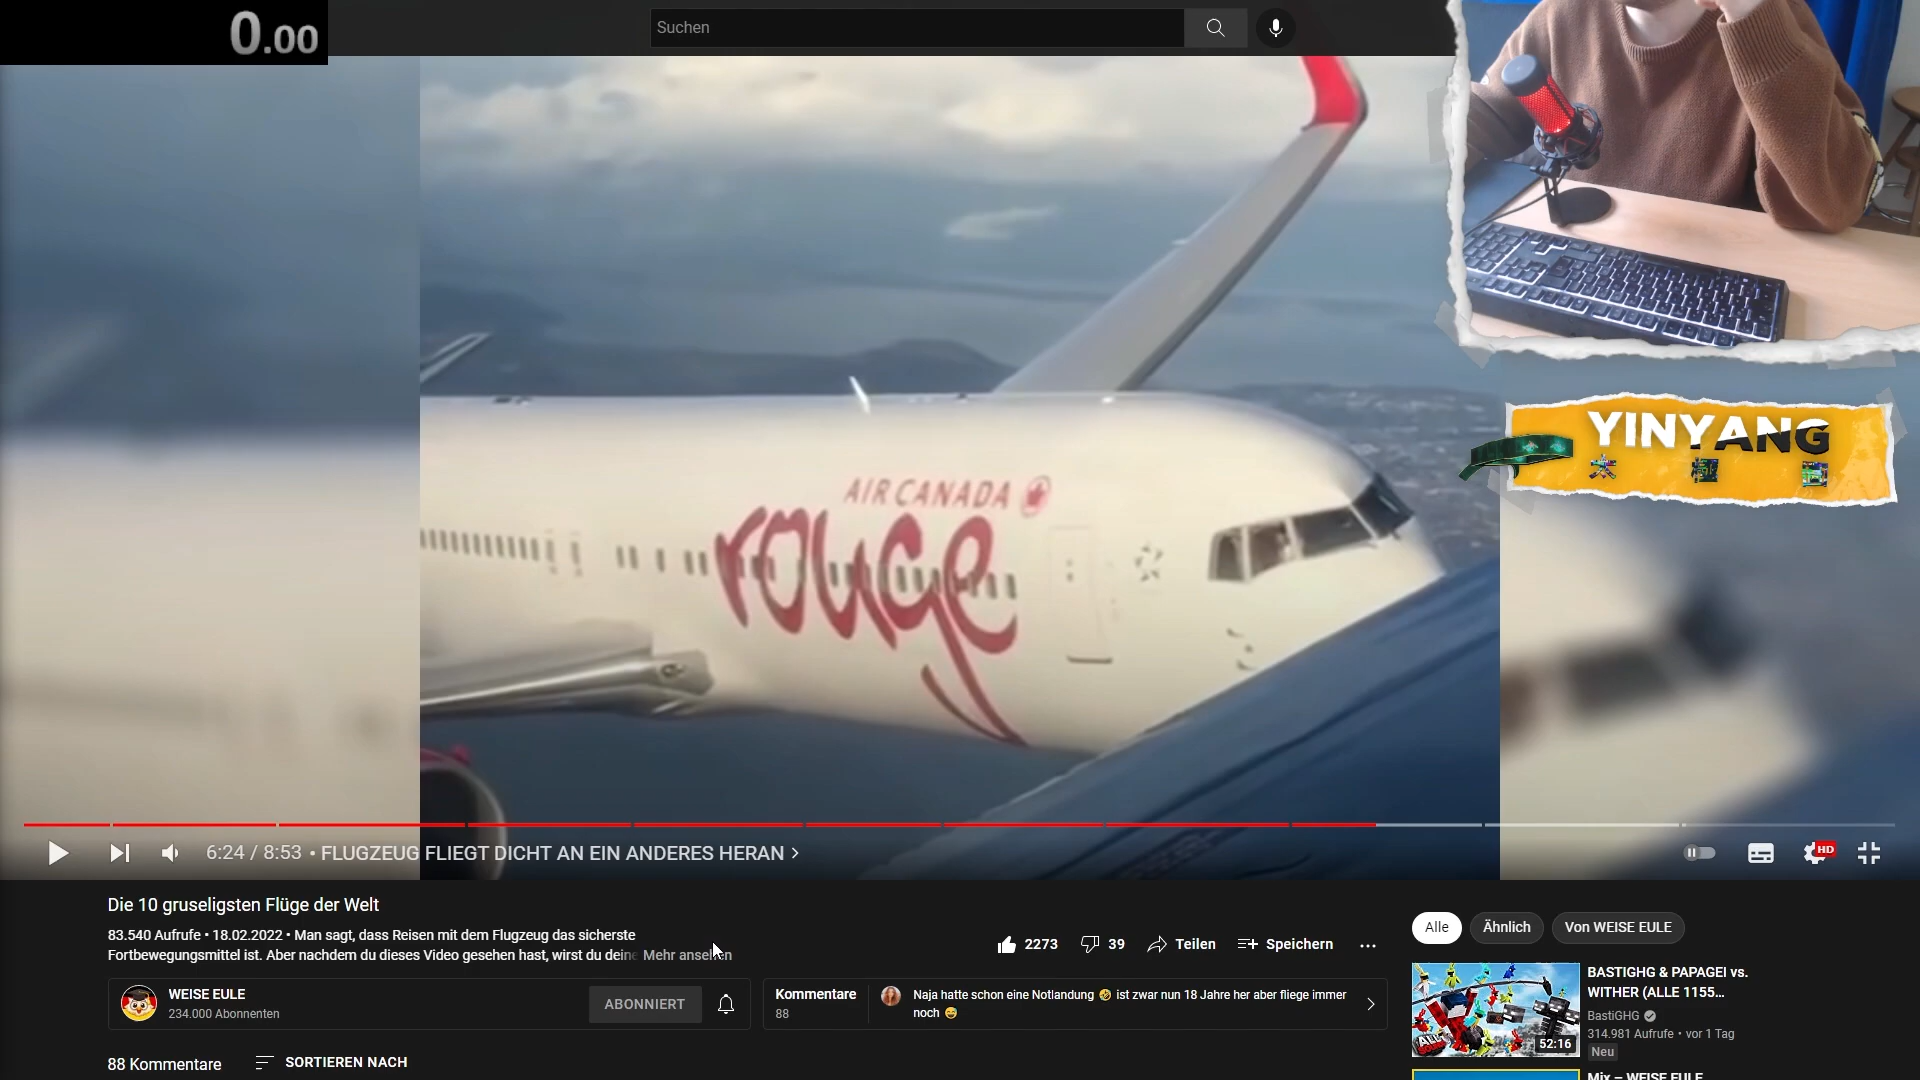 0.00
Suchen
YINYANG
AIR CANADA
rouge
6:24 / 8:53 • FLUGZEUG FLIEGT DICHT AN EIN ANDERES HERAN
HD
Die 10 gruseligsten Flüge der Welt
83.540 Aufrufe • 18.02.2022 • Man sagt, dass Reisen mit dem Flugzeug das sicherste
Fortbewegungsmittel ist. Aber nachdem du dieses Video gesehen hast, wirst du deine Mehr ansehen
2273
39
Teilen
Speichern
WEISE EULE
234.000 Abonnenten
ABONNIERT
Kommentare
88
Naja hatte schon eine Notlandung 🤣 ist zwar nun 18 Jahre her aber fliege immer
noch 😅
88 Kommentare
SORTIEREN NACH
Alle
Ähnlich
Von WEISE EULE
52:16
BASTIGHG & PAPAGEI vs.
WITHER (ALLE 1155...
BastiGHG
314.981 Aufrufe • vor 1 Tag
Neu
Mix – WEISE EULE